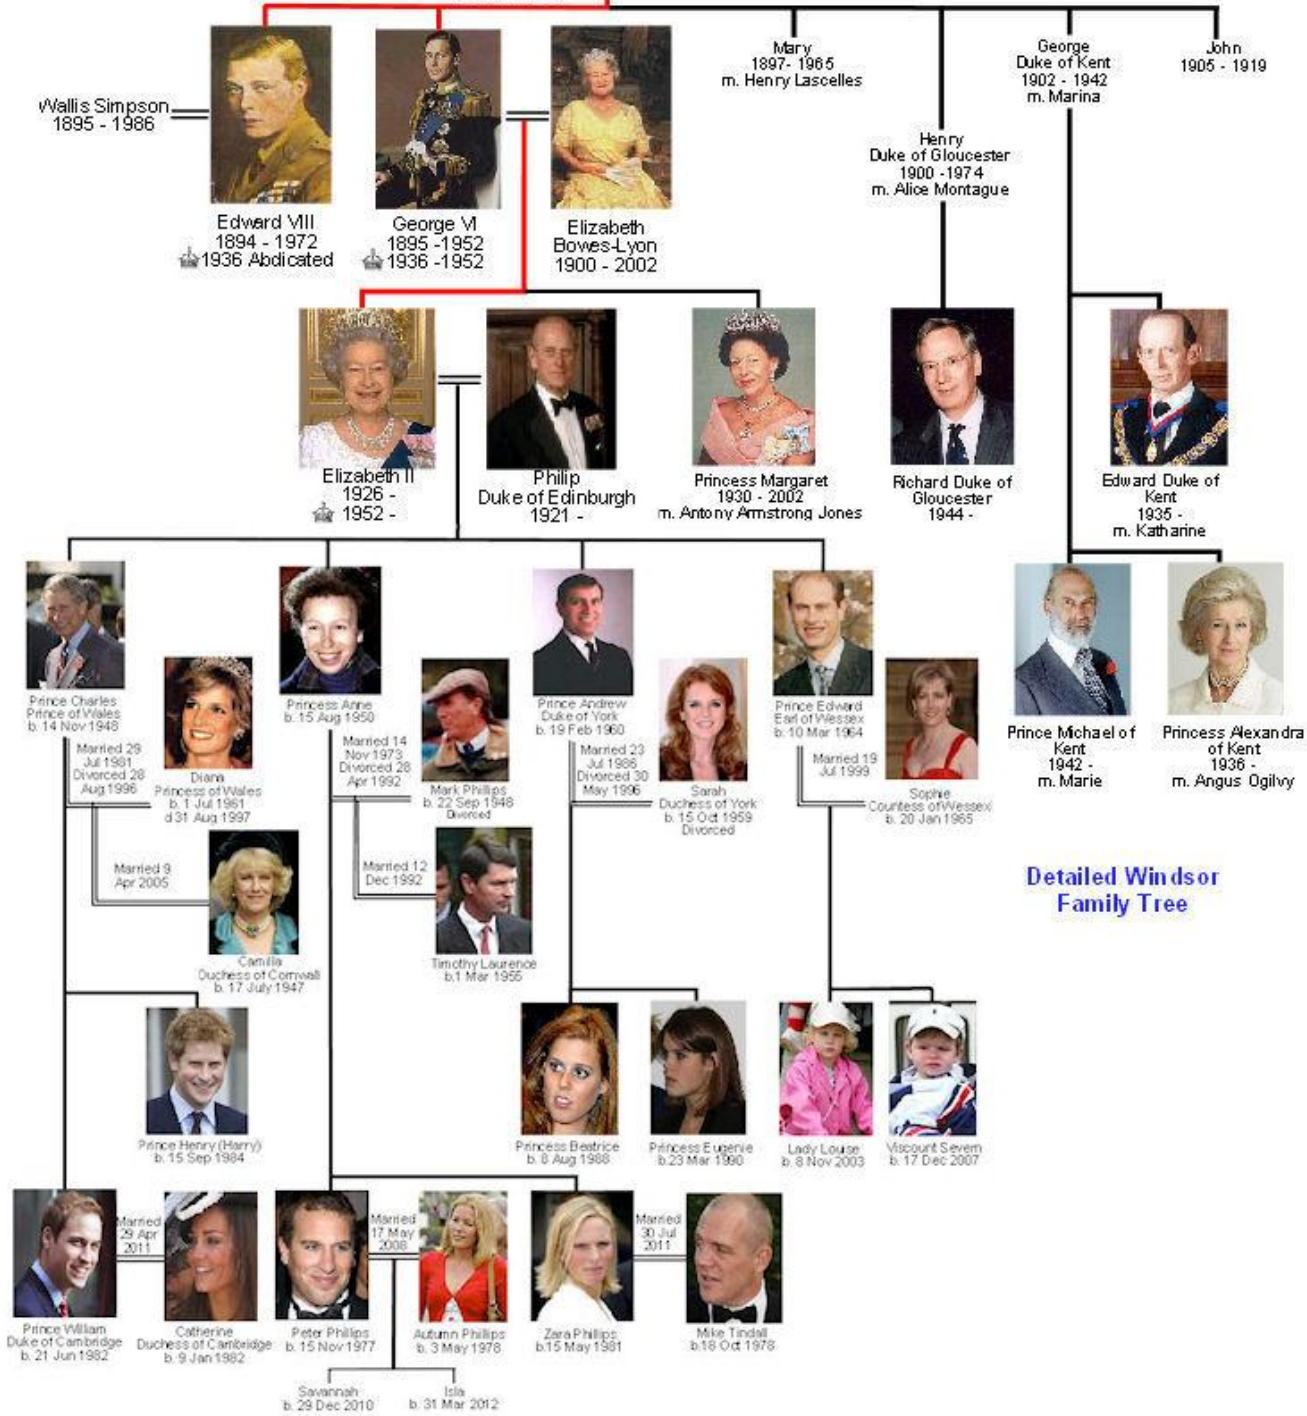 Mary
1897- 1965
m. Henry Lascelles
George
Duke of Kent
1902 - 1942
m. Marina
John
1905 - 1919
Wallis Simpson
1895 - 1986
Henry
Duke of Gloucester
1900 -1974
m. Alice Montague
Edward VIII
1894 - 1972
1936 Abdicated
George VI
1895 -1952
1936 -1952
Elizabeth
Bowes-Lyon
1900 - 2002
Elizabeth II
1926 -
1952 -
Philip
Duke of Edinburgh
1921 -
Princess Margaret
1930 - 2002
m. Antony Armstrong Jones
Richard Duke of
Gloucester
1944 -
Edward Duke of
Kent
1935 -
m. Katharine
Prince Charles
Prince of Wales
b. 14 Nov 1948
Married 29
Jul 1981
Divorced 28
Aug 1996
Diana
Princess of Wales
b. 1 Jul 1961
d 31 Aug 1997
Princess Anne
b. 15 Aug 1950
Married 14
Nov 1973
Divorced 28
Apr 1992
Mark Phillips
b. 22 Sep 1948
Divorced
Prince Andrew
Duke of York
b. 19 Feb 1960
Married 23
Jul 1986
Divorced 30
May 1996
Sarah
Duchess of York
b. 15 Oct 1959
Divorced
Prince Edward
Earl of Wessex
b. 10 Mar 1964
Married 19
Jul 1999
Sophie
Countess of Wessex
b. 20 Jan 1965
Prince Michael of
Kent
1942 -
m. Marie
Princess Alexandra
of Kent
1936 -
m. Angus Ogilvy
Married 9
Apr 2005
Camilla
Duchess of Cornwall
b. 17 July 1947
Married 12
Dec 1992
Timothy Laurence
b.1 Mar 1955
Detailed Windsor
Family Tree
Prince Henry (Harry)
b. 15 Sep 1984
Princess Beatrice
b. 8 Aug 1988
Princess Eugenie
b.23 Mar 1990
Lady Louise
b. 8 Nov 2003
Viscount Severn
b. 17 Dec 2007
Prince William
Duke of Cambridge
b. 21 Jun 1982
Married
29 Apr
2011
Catherine
Duchess of Cambridge
b. 9 Jan 1982
Peter Phillips
b. 15 Nov 1977
Married
17 May
2008
Autumn Phillips
b. 3 May 1978
Zara Phillips
b.15 May 1981
Married
30 Jul
2011
Mike Tindall
b.18 Oct 1978
Savannah
b. 29 Dec 2010
Isla
b. 31 Mar 2012